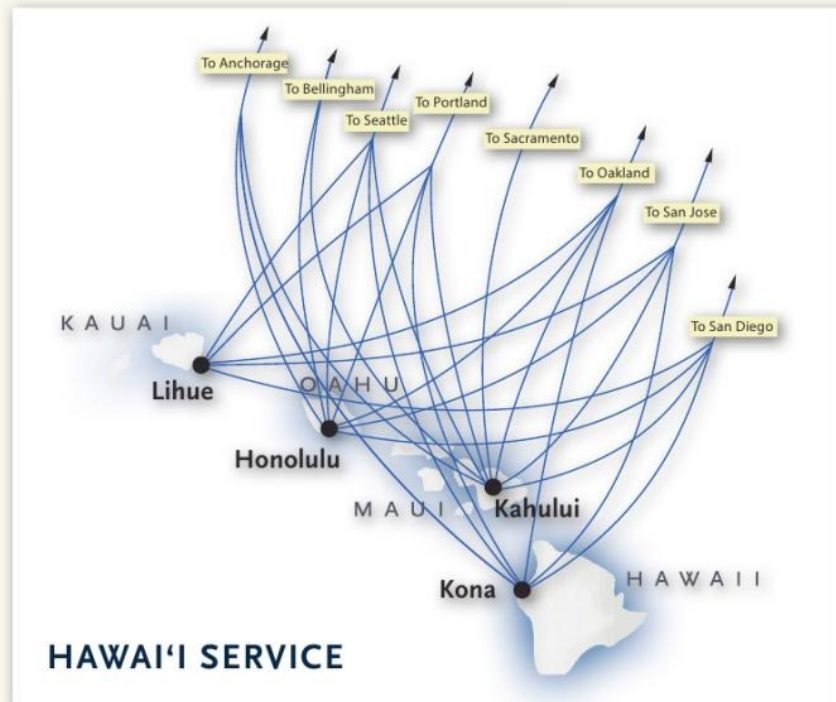 To Anchorage
To Bellingham
To Seattle
To Portland
To Sacramento
To Oakland
To San Jose
To San Diego
KAUAI
Lihue
OAHU
Honolulu
MAUI
Kahului
Kona
HAWAII
HAWAI‘I SERVICE